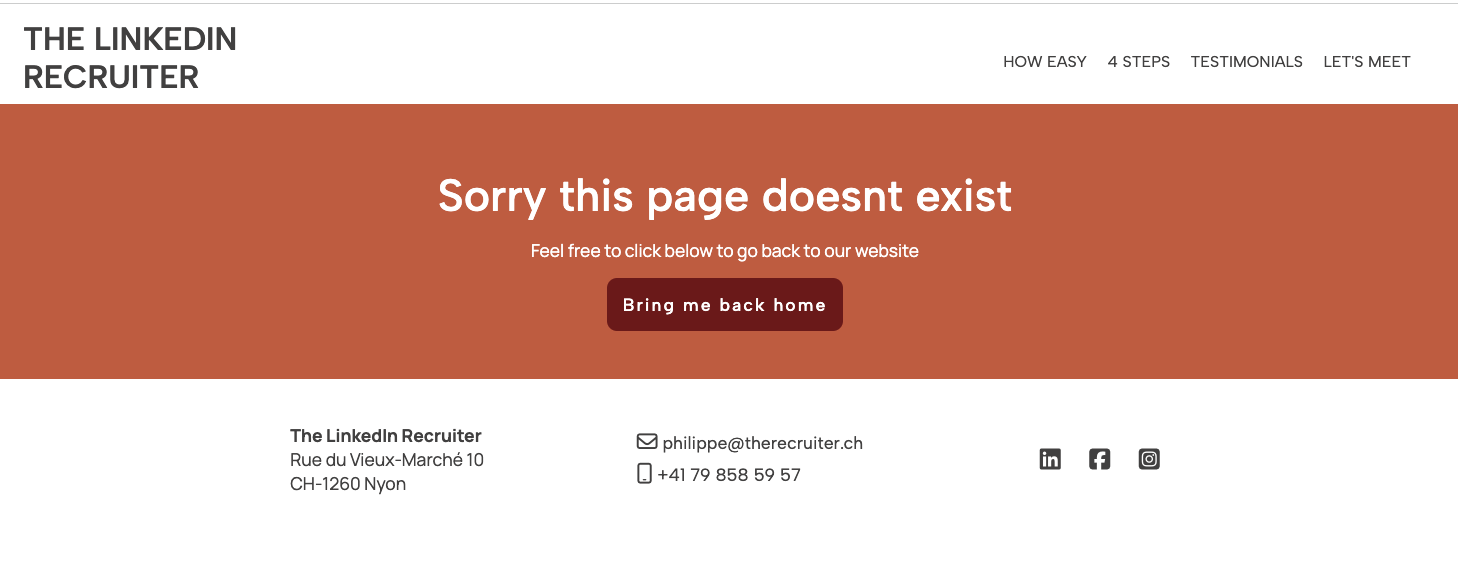 THE LINKEDIN
RECRUITER
HOW EASY 4 STEPS TESTIMONIALS LET'S MEET
Sorry this page doesnt exist
Feel free to click below to go back to our website
Bring me back home
The LinkedIn Recruiter
Rue du Vieux-Marché 10
CH-1260 Nyon
philippe@therecruiter.ch
+41 79 858 59 57